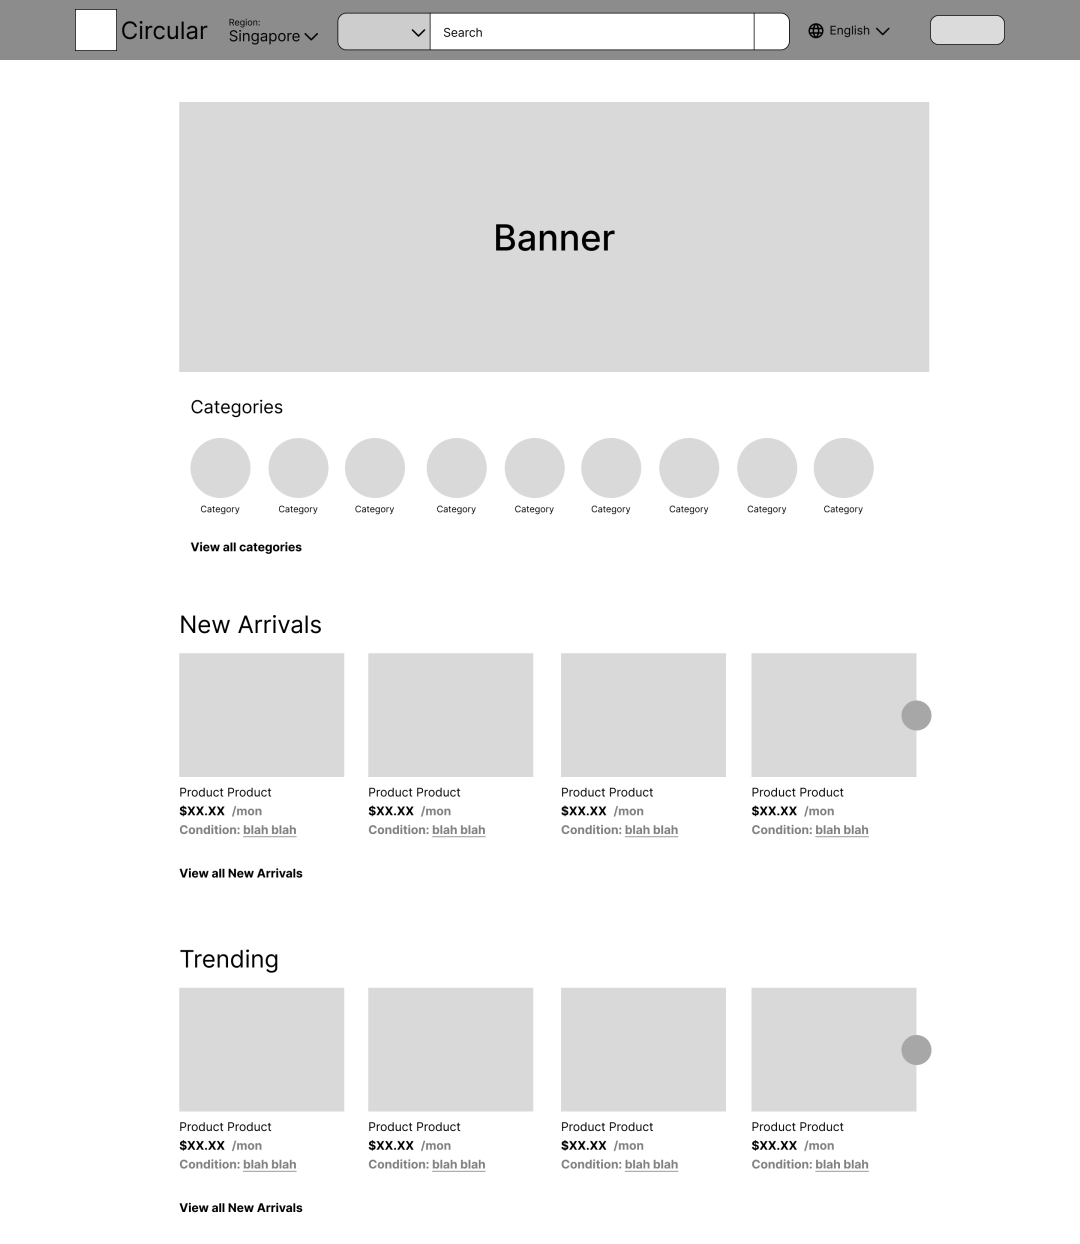 Circular
Region:
Singapore
Search
English
Banner
Categories
Category Category Category Category Category Category Category Category Category
View all categories
New Arrivals
Product Product Product Product Product Product Product Product
$XX.XX /mon $XX.XX /mon $XX.XX /mon $XX.XX /mon
Condition: blah blah Condition: blah blah Condition: blah blah Condition: blah blah
View all New Arrivals
Trending
Product Product Product Product Product Product Product Product
$XX.XX /mon $XX.XX /mon $XX.XX /mon $XX.XX /mon
Condition: blah blah Condition: blah blah Condition: blah blah Condition: blah blah
View all New Arrivals